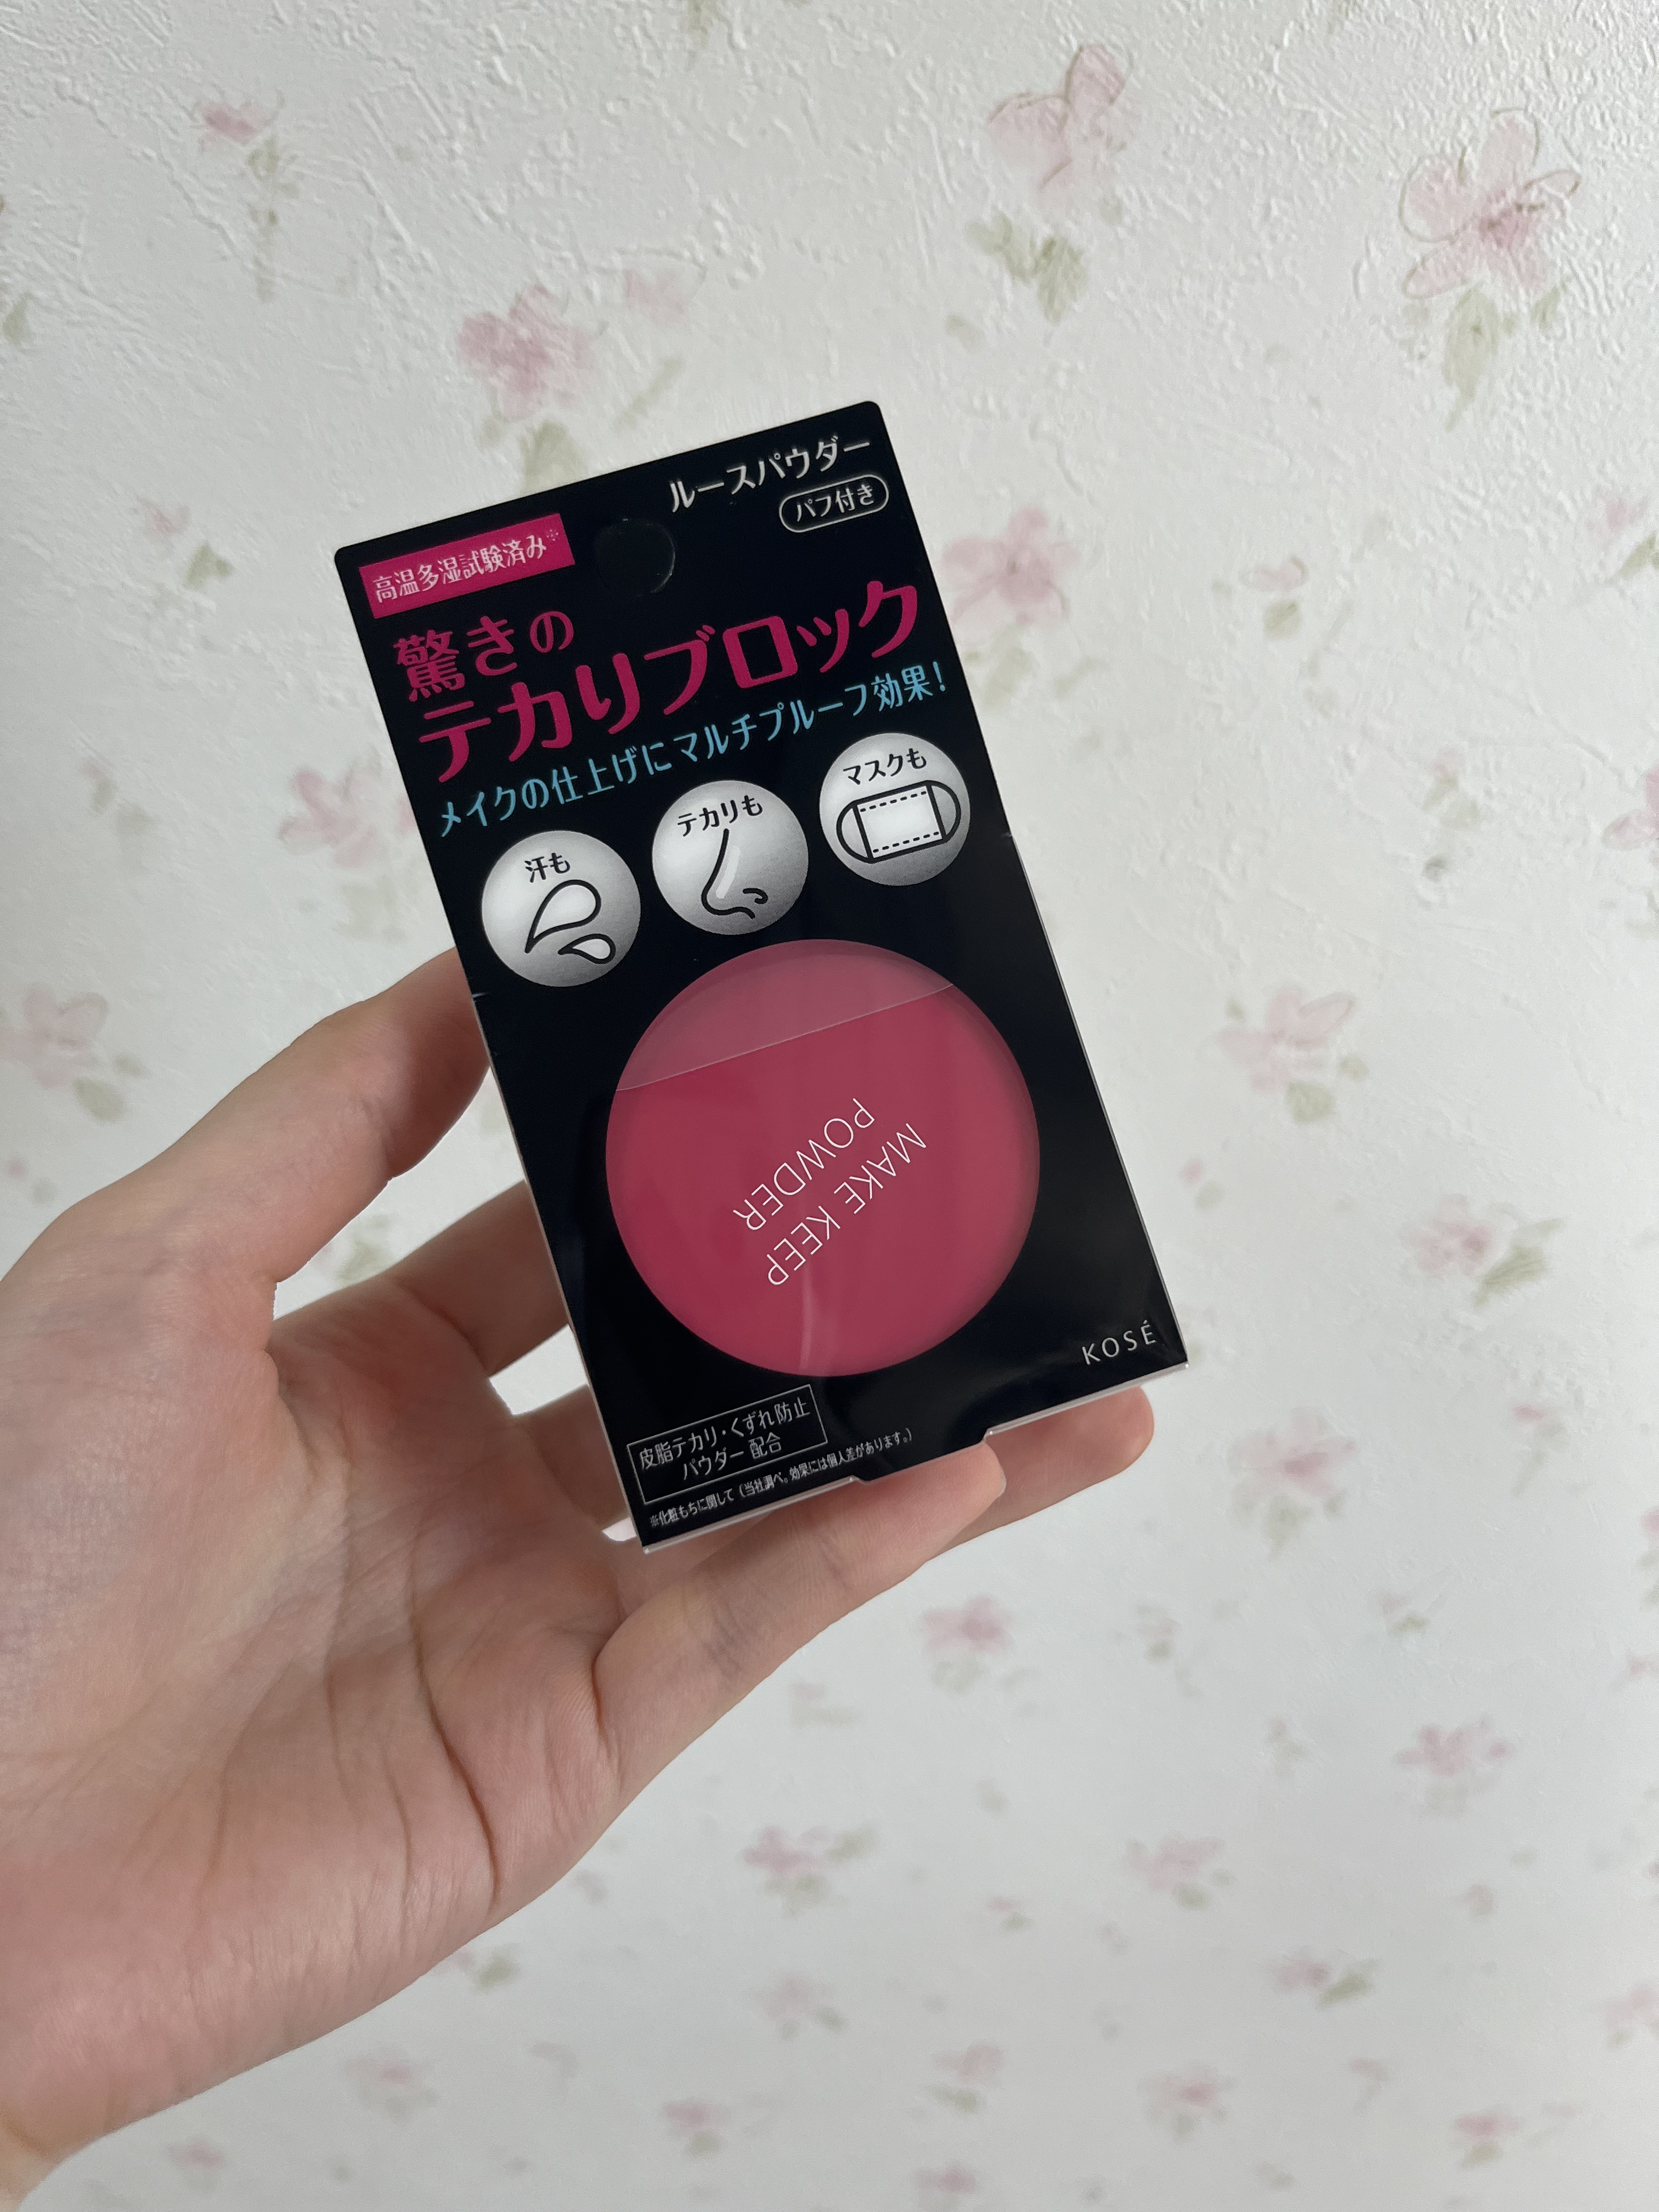 ルースパウダー
パフ付き
高温多湿試験済み※
驚きの
テカリブロック
メイクの仕上げにマルチプルーフ効果!
汗も
テカリも
マスクも
MAKE KEEP
POWDER
KOSÉ
皮脂テカリ・くずれ防止
パウダー 配合
※化粧もちに関して(当社調べ。効果には個人差があります。)